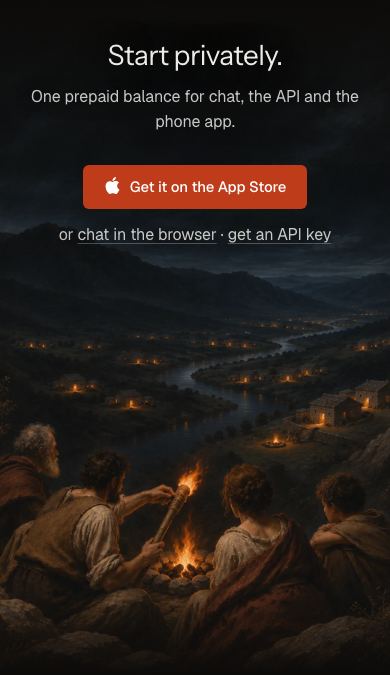 Start privately.
One prepaid balance for chat, the API and the
phone app.
Get it on the App Store
or chat in the browser · get an API key